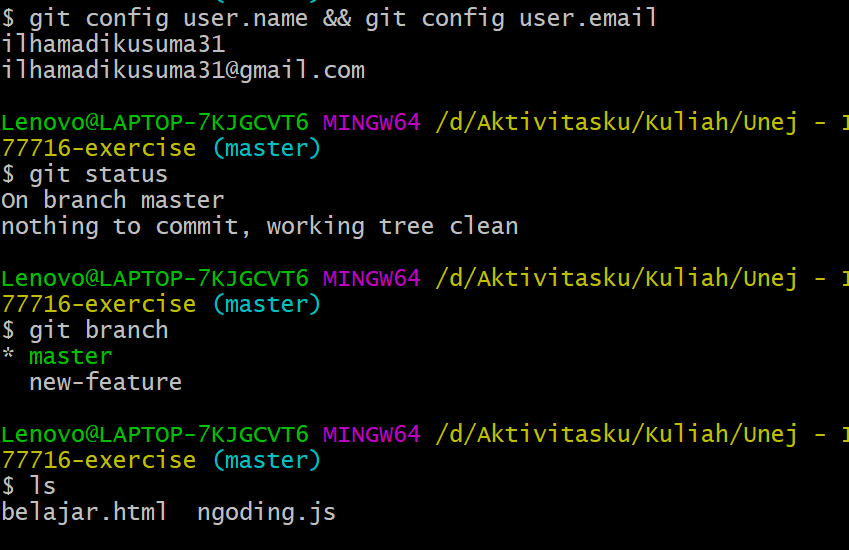 $ git config user.name && git config user.email
ilhamadikusuma31
ilhamadikusuma31@gmail.com
Lenovo@LAPTOP-7KJGCVT6 MINGW64 /d/Aktivitasku/Kuliah/Unej -
77716-exercise (master)
$ git status
On branch master
nothing to commit, working tree clean
Lenovo@LAPTOP-7KJGCVT6 MINGW64 /d/Aktivitasku/Kuliah/Unej -
77716-exercise (master)
$ git branch
* master
new-feature
Lenovo@LAPTOP-7KJGCVT6 MINGW64 /d/Aktivitasku/Kuliah/Unej -
77716-exercise (master)
$ ls
belajar.html  ngoding.js